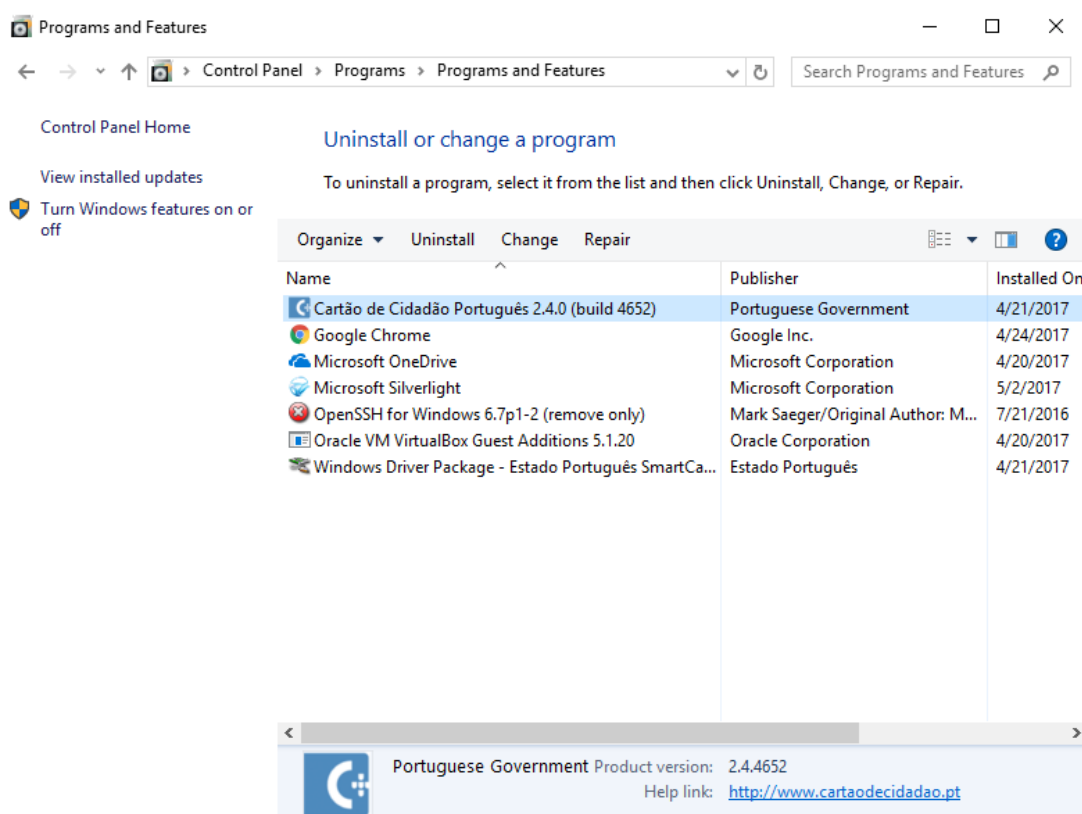 Programs and Features
Control Panel > Programs > Programs and Features
Search Programs and Features
Control Panel Home
View installed updates
Turn Windows features on or
off
Uninstall or change a program
To uninstall a program, select it from the list and then click Uninstall, Change, or Repair.
Organize Uninstall Change Repair
Name Publisher Installed On
Cartão de Cidadão Português 2.4.0 (build 4652) Portuguese Government 4/21/2017
Google Chrome Google Inc. 4/24/2017
Microsoft OneDrive Microsoft Corporation 4/20/2017
Microsoft Silverlight Microsoft Corporation 5/2/2017
OpenSSH for Windows 6.7p1-2 (remove only) Mark Saeger/Original Author: M... 7/21/2016
Oracle VM VirtualBox Guest Additions 5.1.20 Oracle Corporation 4/20/2017
Windows Driver Package - Estado Português SmartCa... Estado Português 4/21/2017
Portuguese Government Product version: 2.4.4652
Help link: http://www.cartaodecidadao.pt